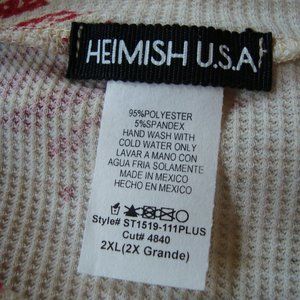 HEIMISH U.S.A
95%POLYESTER
5%SPANDEX
HAND WASH WITH
COLD WATER ONLY
LAVAR A MANO CON
AGUA FRIA SOLAMENTE
MADE IN MEXICO
HECHO EN MEXICO
Style# ST1519-111PLUS
Cut# 4840
2XL(2X Grande)